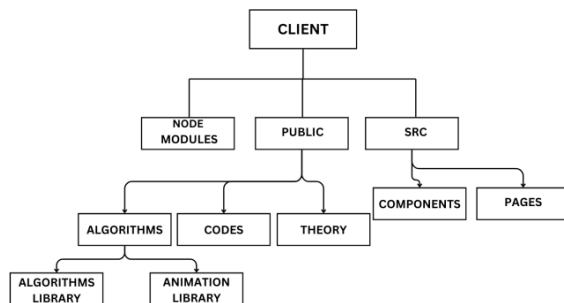 CLIENT
NODE
MODULES
PUBLIC
SRC
ALGORITHMS
CODES
THEORY
COMPONENTS
PAGES
ALGORITHMS
LIBRARY
ANIMATION
LIBRARY